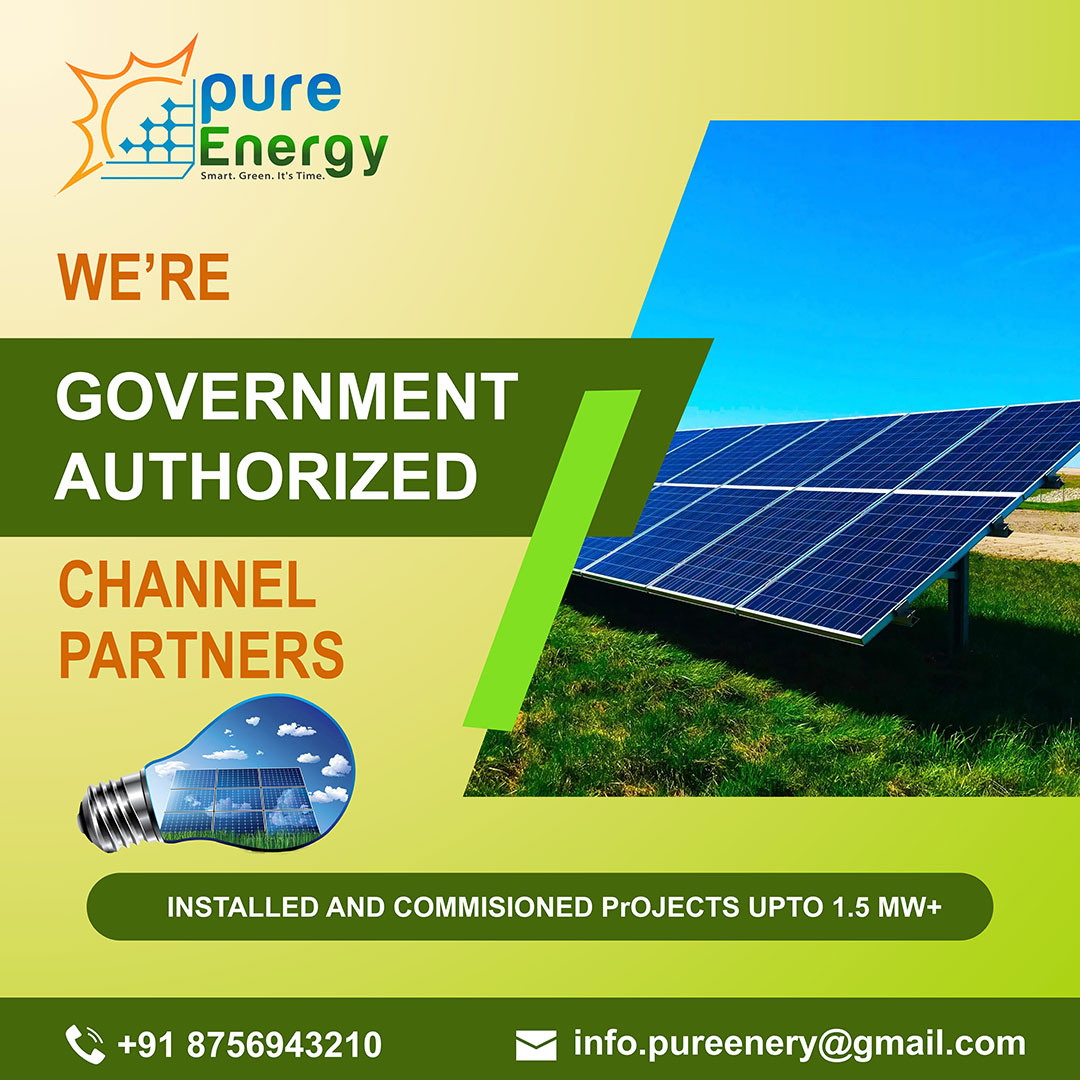 pure
Energy
Smart. Green. It's Time.
WE'RE
GOVERNMENT
AUTHORIZED
CHANNEL
PARTNERS
INSTALLED AND COMMISIONED PrOJECTS UPTO 1.5 MW+
+91 8756943210
info.pureenery@gmail.com